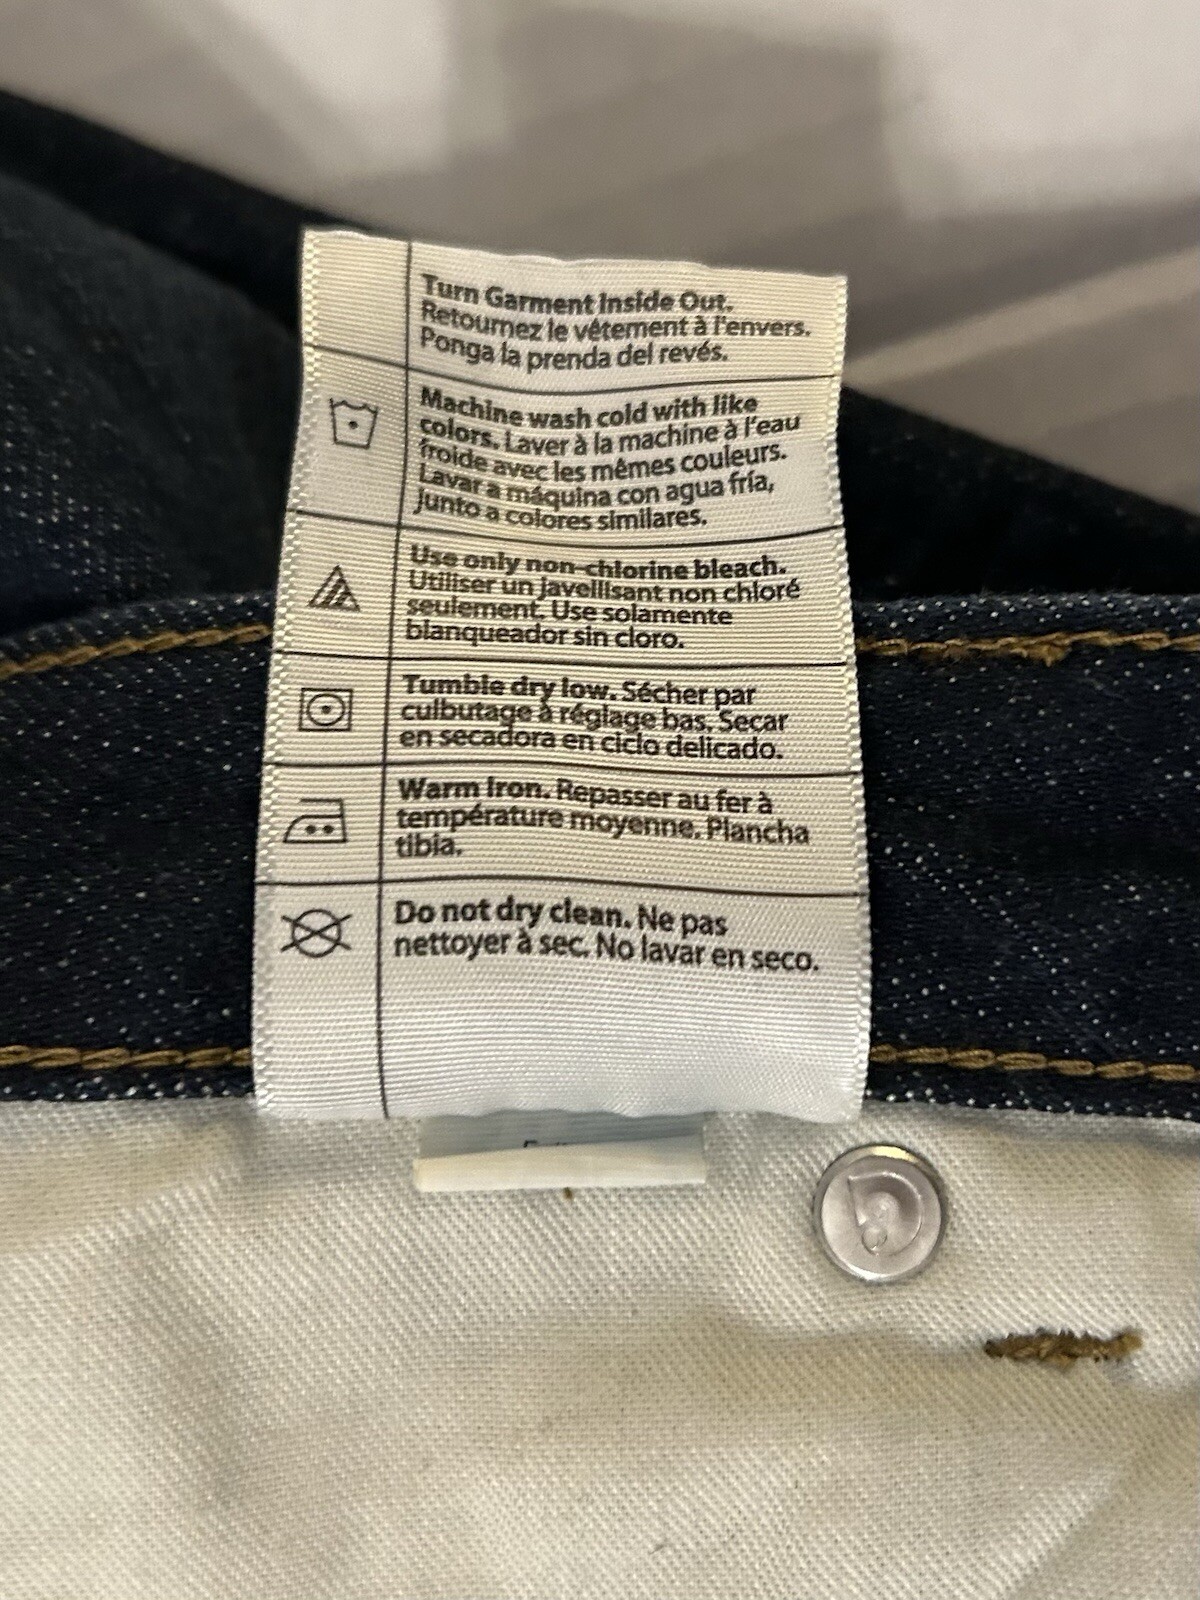 Turn Garment Inside Out.
Retournez le vêtement à l'envers.
Ponga la prenda del revés.
Machine wash cold with like
colors. Laver à la machine à l'eau
froide avec les mêmes couleurs.
Lavar a máquina con agua fría,
junto a colores similares.
Use only non-chlorine bleach.
Utiliser un javellisant non chloré
seulement. Use solamente
blanqueador sin cloro.
Tumble dry low. Sécher par
culbutage à réglage bas. Secar
en secadora en ciclo delicado.
Warm Iron. Repasser au fer à
température moyenne. Plancha
tibia.
Do not dry clean. Ne pas
nettoyer à sec. No lavar en seco.